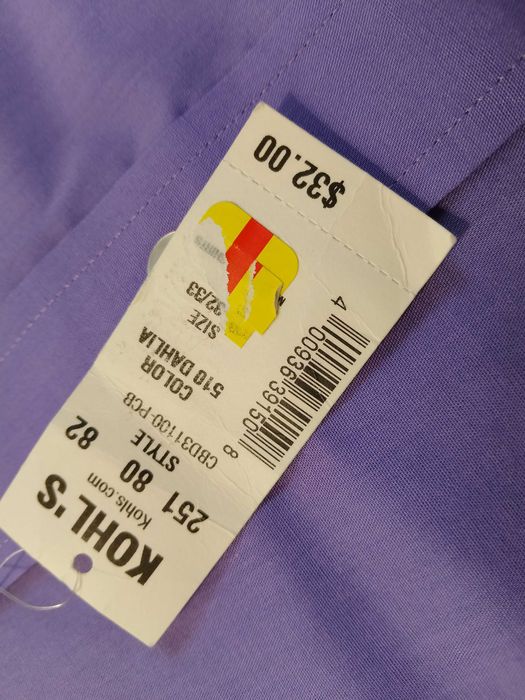 KOHL'S
Kohls.com
251 80 82
STYLE
CBD31100-PCB
COLOR
510 DAHLIA
SIZE
32/33
4 00936 39150 8
$32.00